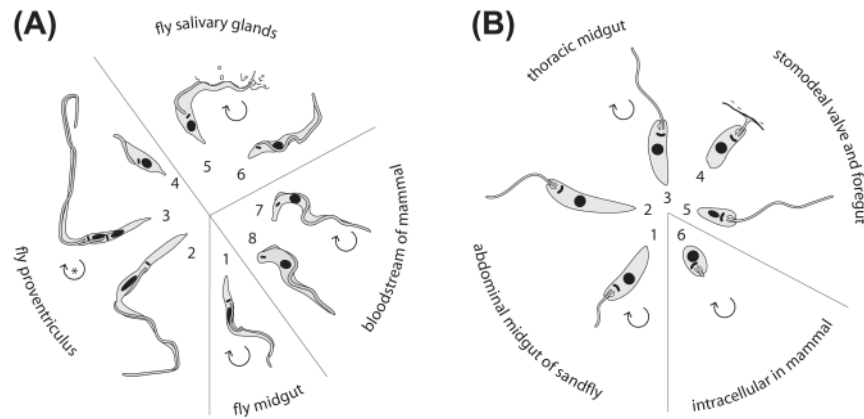 (A)
fly salivary glands
bloodstream of mammal
fly midgut
fly proventriculus
1
2
3
*
4
5
6
7
8
(B)
thoracic midgut
stomodeal valve and foregut
abdominal midgut of sandfly
intracellular in mammal
1
2
3
4
5
6